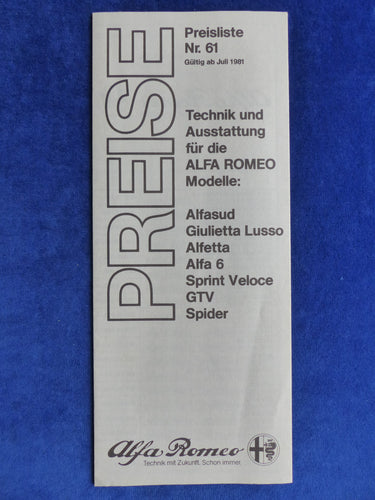 PREISE
Preisliste
Nr. 61
Gültig ab Juli 1981
Technik und
Ausstattung
für die
ALFA ROMEO
Modelle:
Alfasud
Giulietta Lusso
Alfetta
Alfa 6
Sprint Veloce
GTV
Spider
Alfa Romeo
Technik mit Zukunft. Schon immer.